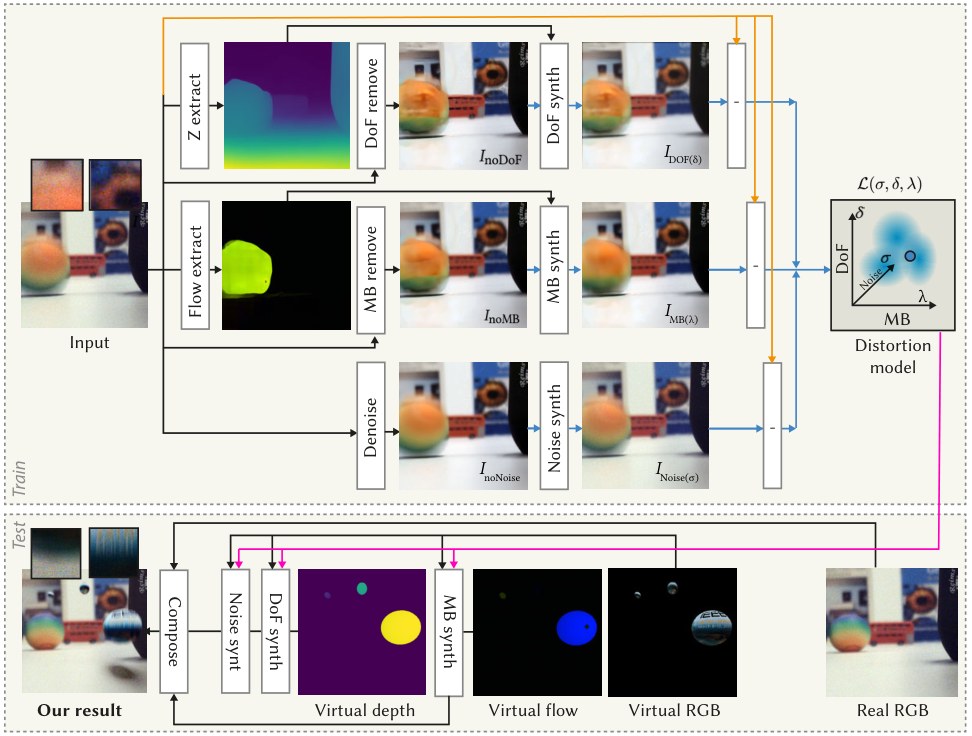 Z extract
DoF remove
I_noDoF
DoF synth
I_DOF(δ)
-
Input
Flow extract
MB remove
I_noMB
MB synth
I_MB(λ)
-
ℒ(σ, δ, λ)
δ
DoF
σ
Noise
λ
MB
Distortion
model
Denoise
I_noNoise
Noise synth
I_Noise(σ)
-
Train
Test
Compose
Noise synt
DoF synth
MB synth
Our result
Virtual depth
Virtual flow
Virtual RGB
Real RGB